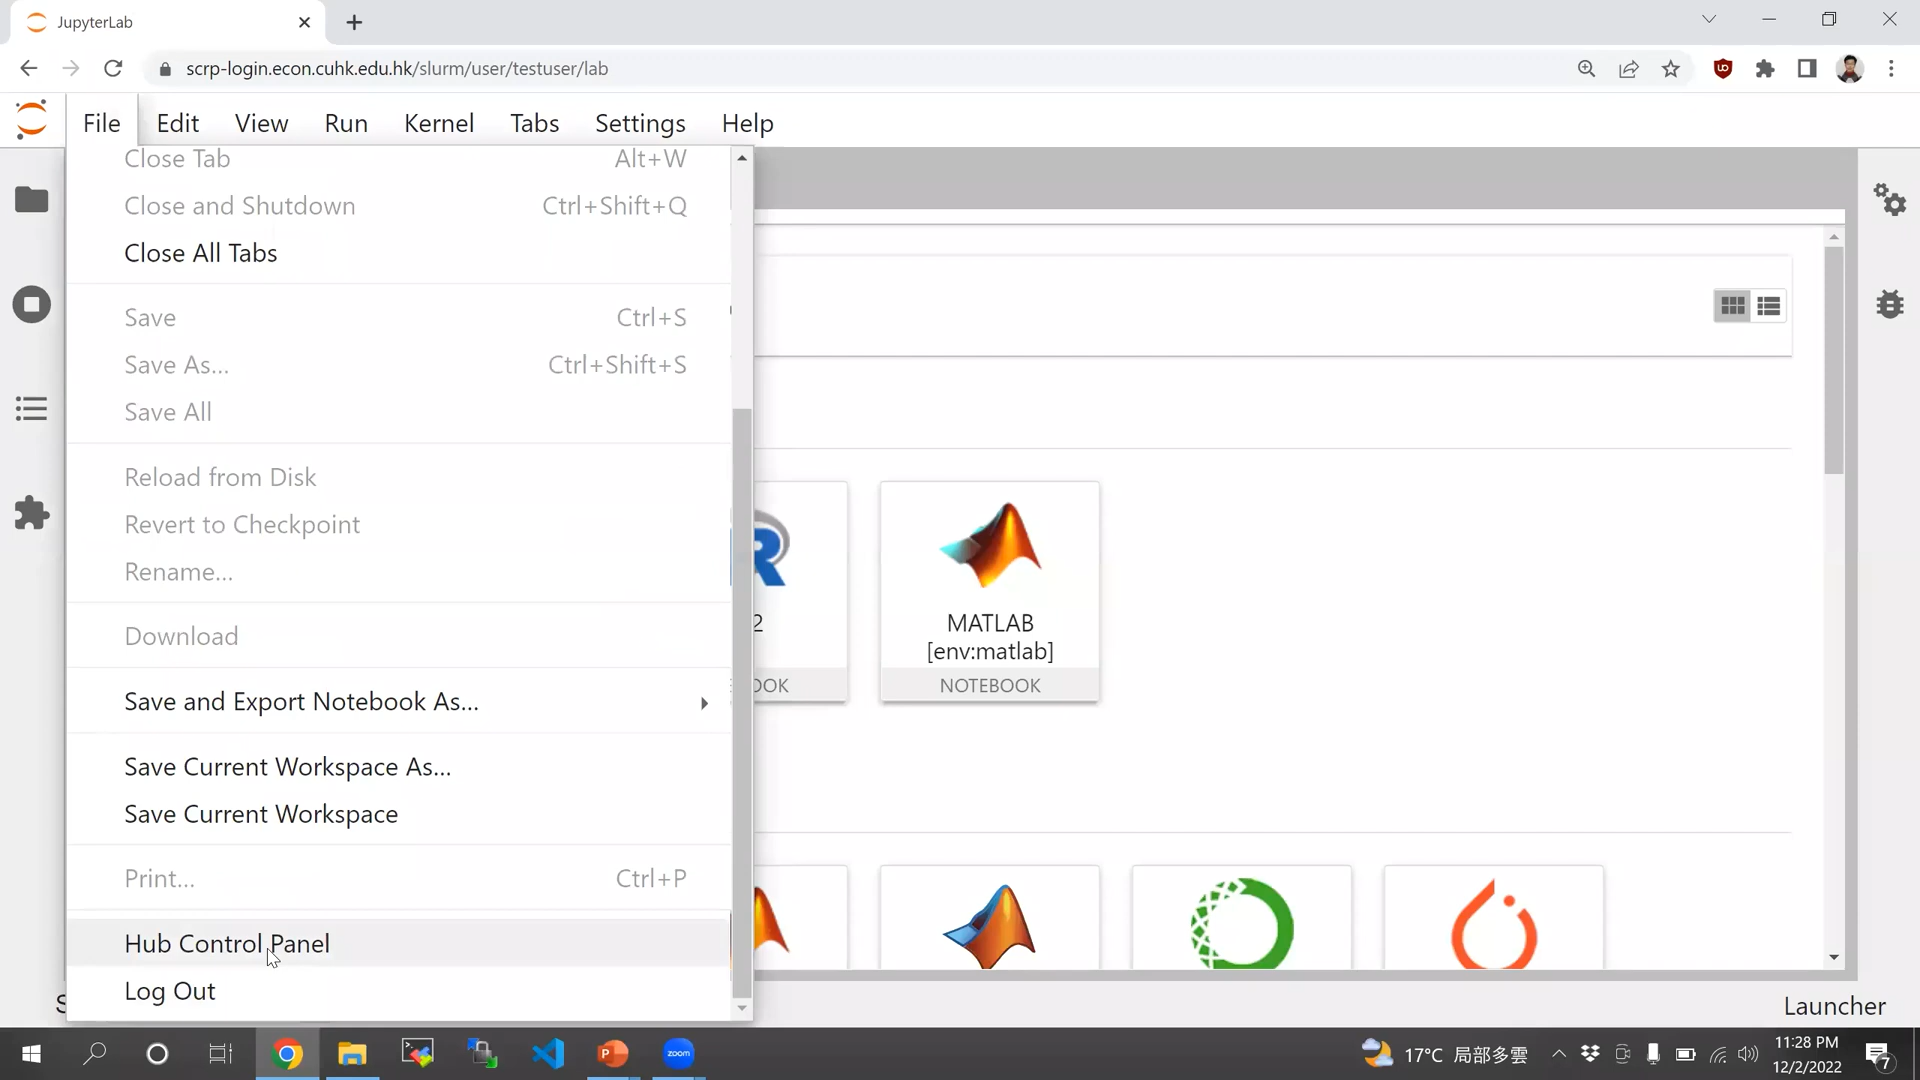 JupyterLab
scrp-login.econ.cuhk.edu.hk/slurm/user/testuser/lab
File Edit View Run Kernel Tabs Settings Help
Close Tab Alt+W
Close and Shutdown Ctrl+Shift+Q
Close All Tabs
Save Ctrl+S
Save As... Ctrl+Shift+S
Save All
Reload from Disk
Revert to Checkpoint
Rename...
Download
Save and Export Notebook As...
Save Current Workspace As...
Save Current Workspace
Print... Ctrl+P
Hub Control Panel
Log Out
R
2
OOK
MATLAB
[env:matlab]
NOTEBOOK
S
Launcher
P
zoom
17°C 局部多雲
11:28 PM
12/2/2022
7